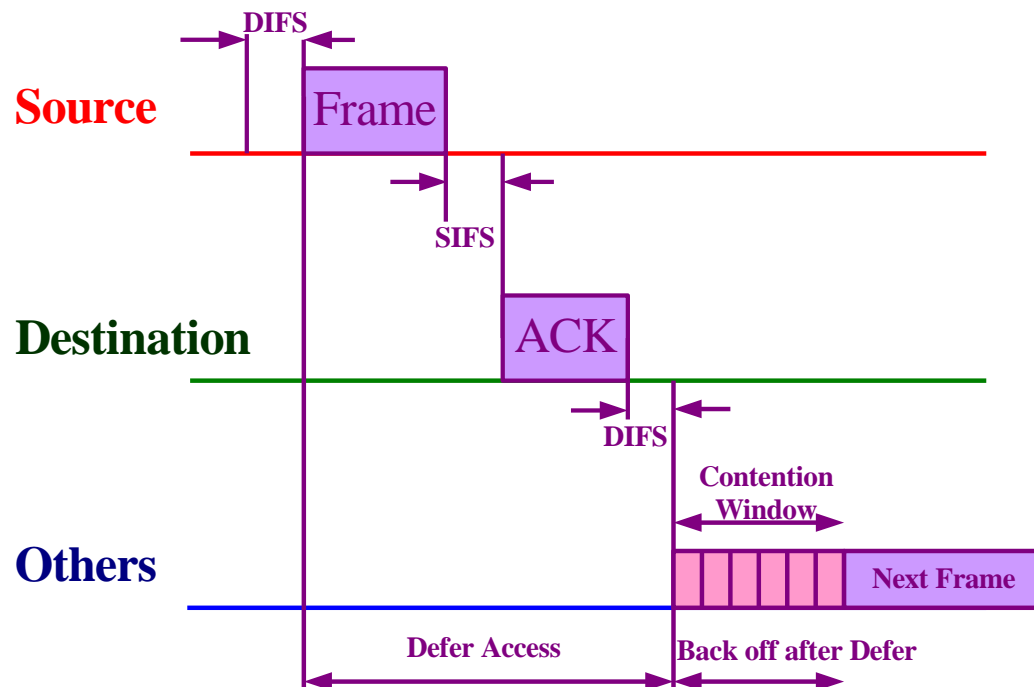 DIFS
Source
Frame
SIFS
Destination
ACK
DIFS
Contention
Window
Others
Next Frame
Defer Access
Back off after Defer